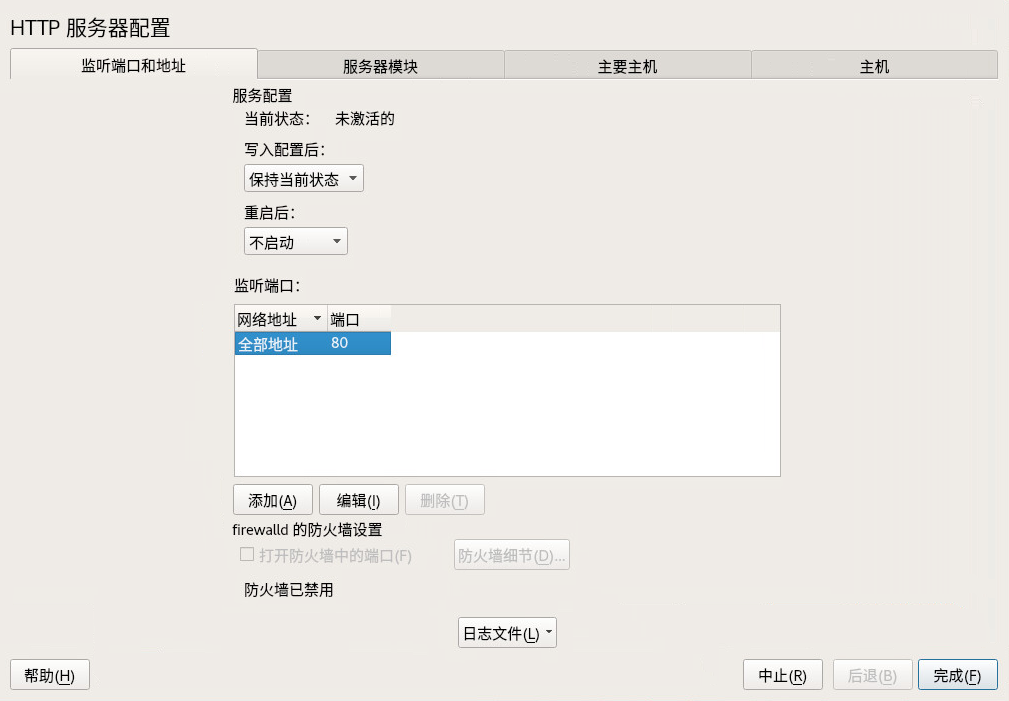 HTTP 服务器配置
监听端口和地址 服务器模块 主要主机 主机
服务配置
当前状态： 未激活的
写入配置后：
保持当前状态
重启后：
不启动
监听端口：
网络地址 端口
全部地址 80
添加(A) 编辑(I) 删除(T)
firewalld 的防火墙设置
打开防火墙中的端口(F) 防火墙细节(D)...
防火墙已禁用
日志文件(L)
帮助(H) 中止(R) 后退(B) 完成(F)